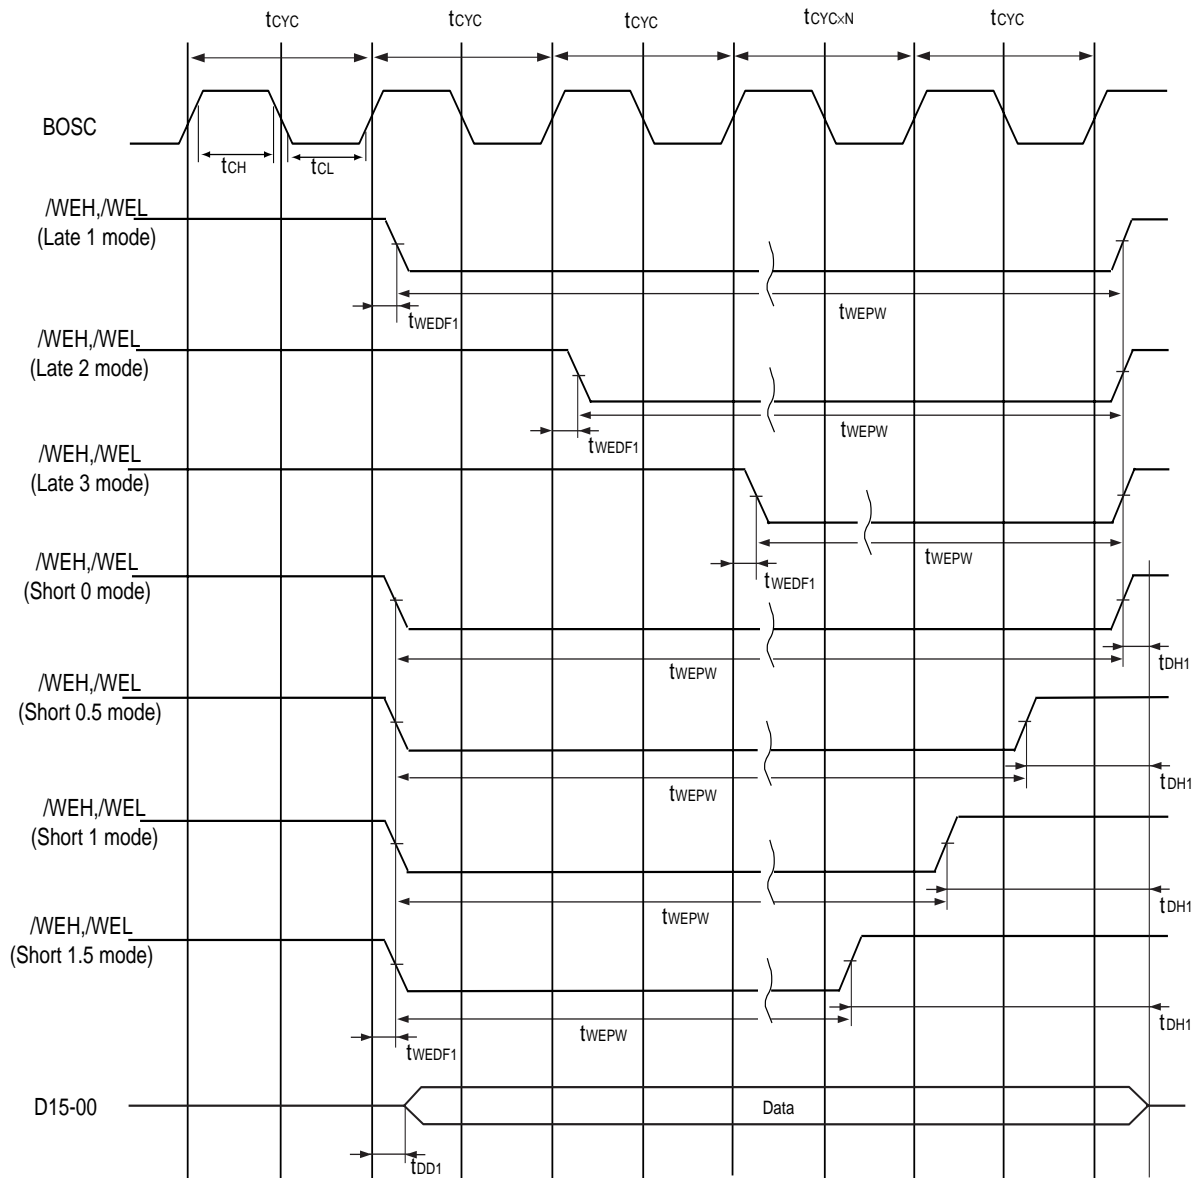 tCYC tCYC tCYC tCYC×N tCYC
BOSC
tCH tCL
/WEH,/WEL
(Late 1 mode)
tWEDF1 tWEPW
/WEH,/WEL
(Late 2 mode)
tWEDF1 tWEPW
/WEH,/WEL
(Late 3 mode)
tWEDF1 tWEPW
/WEH,/WEL
(Short 0 mode)
tWEPW tDH1
/WEH,/WEL
(Short 0.5 mode)
tWEPW tDH1
/WEH,/WEL
(Short 1 mode)
tWEPW tDH1
/WEH,/WEL
(Short 1.5 mode)
tWEDF1 tWEPW tDH1
D15-00 Data
tDD1